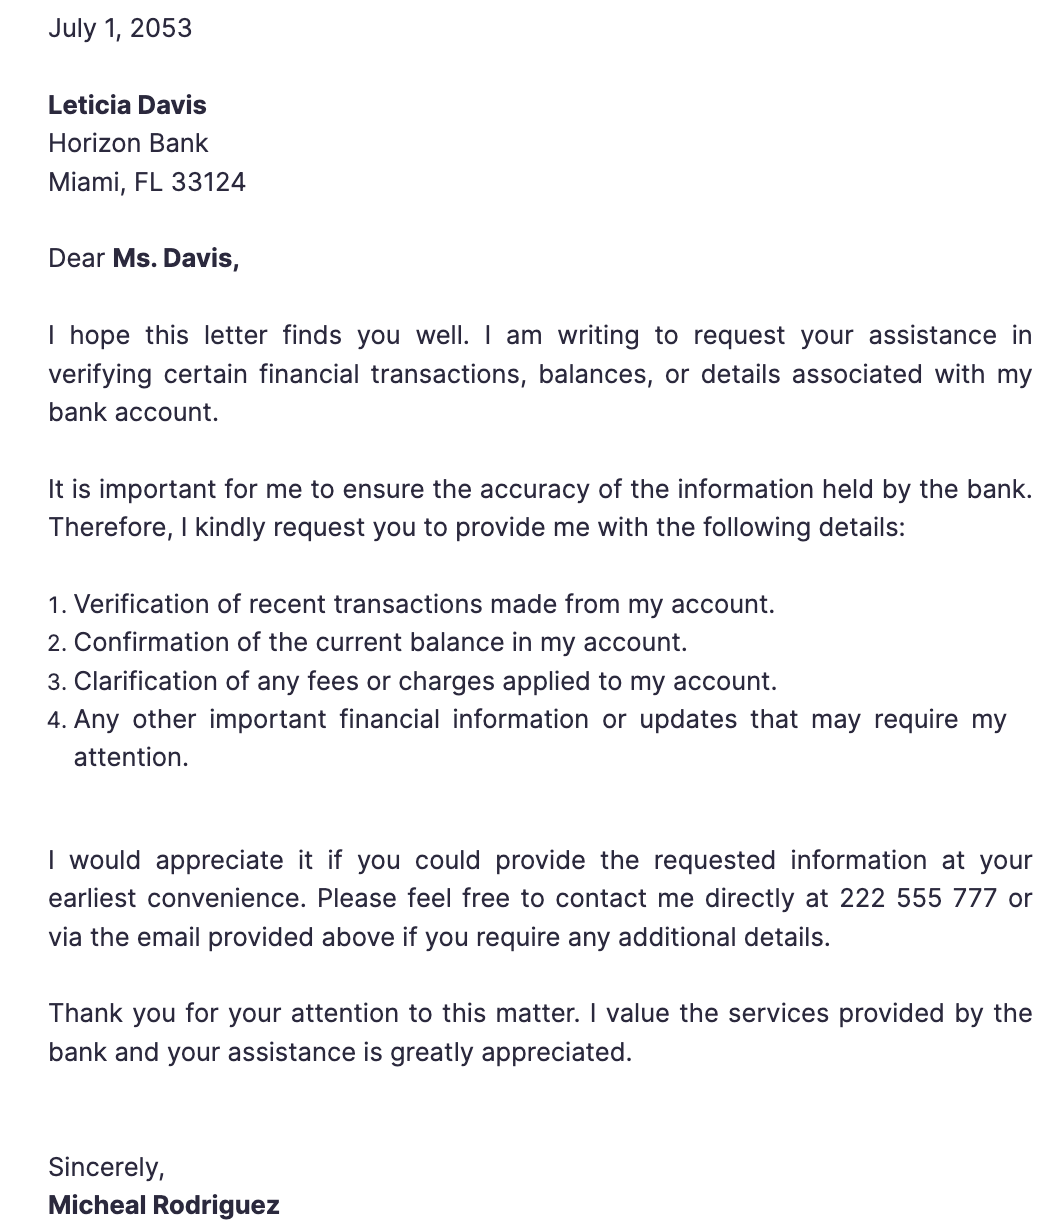 July 1, 2053
Leticia Davis
Horizon Bank
Miami, FL 33124
Dear Ms. Davis,
I hope this letter finds you well. I am writing to request your assistance in
verifying certain financial transactions, balances, or details associated with my
bank account.
It is important for me to ensure the accuracy of the information held by the bank.
Therefore, I kindly request you to provide me with the following details:
1. Verification of recent transactions made from my account.
2. Confirmation of the current balance in my account.
3. Clarification of any fees or charges applied to my account.
4. Any other important financial information or updates that may require my
attention.
I would appreciate it if you could provide the requested information at your
earliest convenience. Please feel free to contact me directly at 222 555 777 or
via the email provided above if you require any additional details.
Thank you for your attention to this matter. I value the services provided by the
bank and your assistance is greatly appreciated.
Sincerely,
Micheal Rodriguez